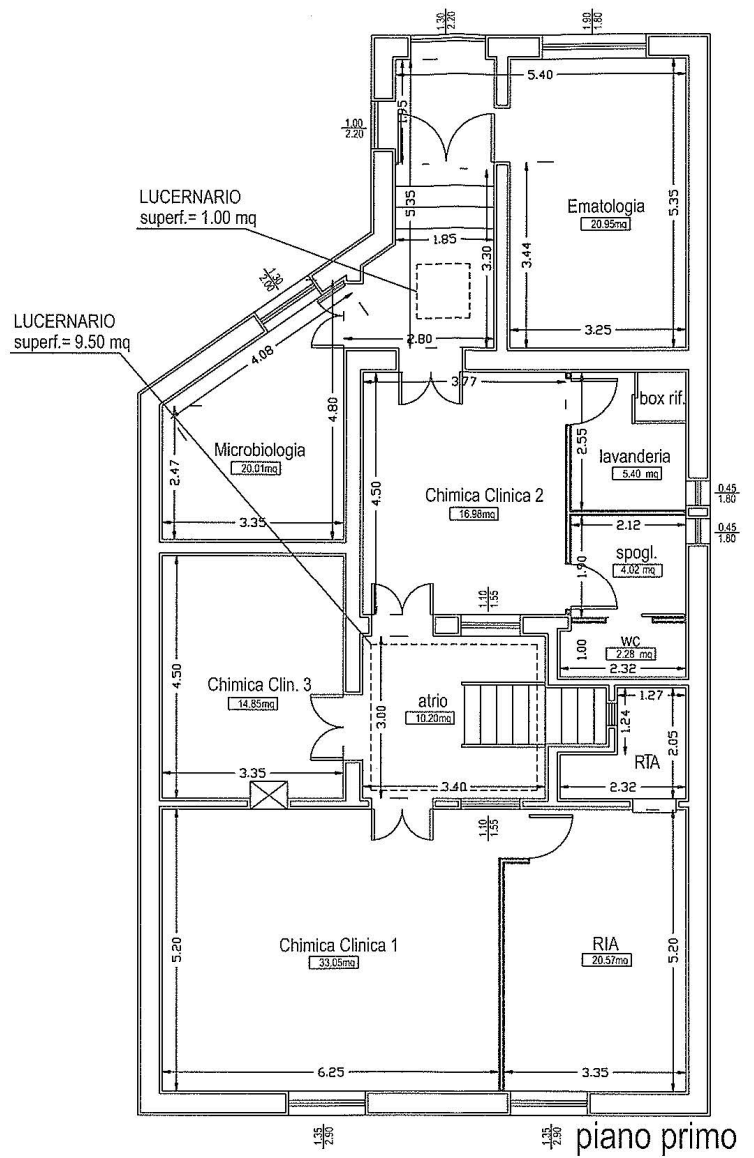 1.30
2.20
1.90
1.80
5.40
1.95
1.00
2.20
LUCERNARIO
superf.= 1.00 mq
5.35
Ematologia
20.95mq
5.35
3.44
1.85
3.30
1.30
2.00
LUCERNARIO
superf.= 9.50 mq
2.80
3.25
4.08
3.77
4.80
box rif.
2.55
2.47
Microbiologia
20.01mq
lavanderia
5.40 mq
4.50
Chimica Clinica 2
16.98mq
0.45
1.80
3.35
2.12
0.45
1.80
spogl.
4.02 mq
1.90
1.10
1.55
wc
2.28 mq
1.00
2.32
4.50
Chimica Clin. 3
14.85mq
atrio
10.20mq
3.00
1.27
1.24
2.05
RTA
3.35
3.40
2.32
1.10
1.55
5.20
Chimica Clinica 1
33.05mq
RIA
20.57mq
5.20
6.25
3.35
1.35
2.90
1.35
2.90
piano primo